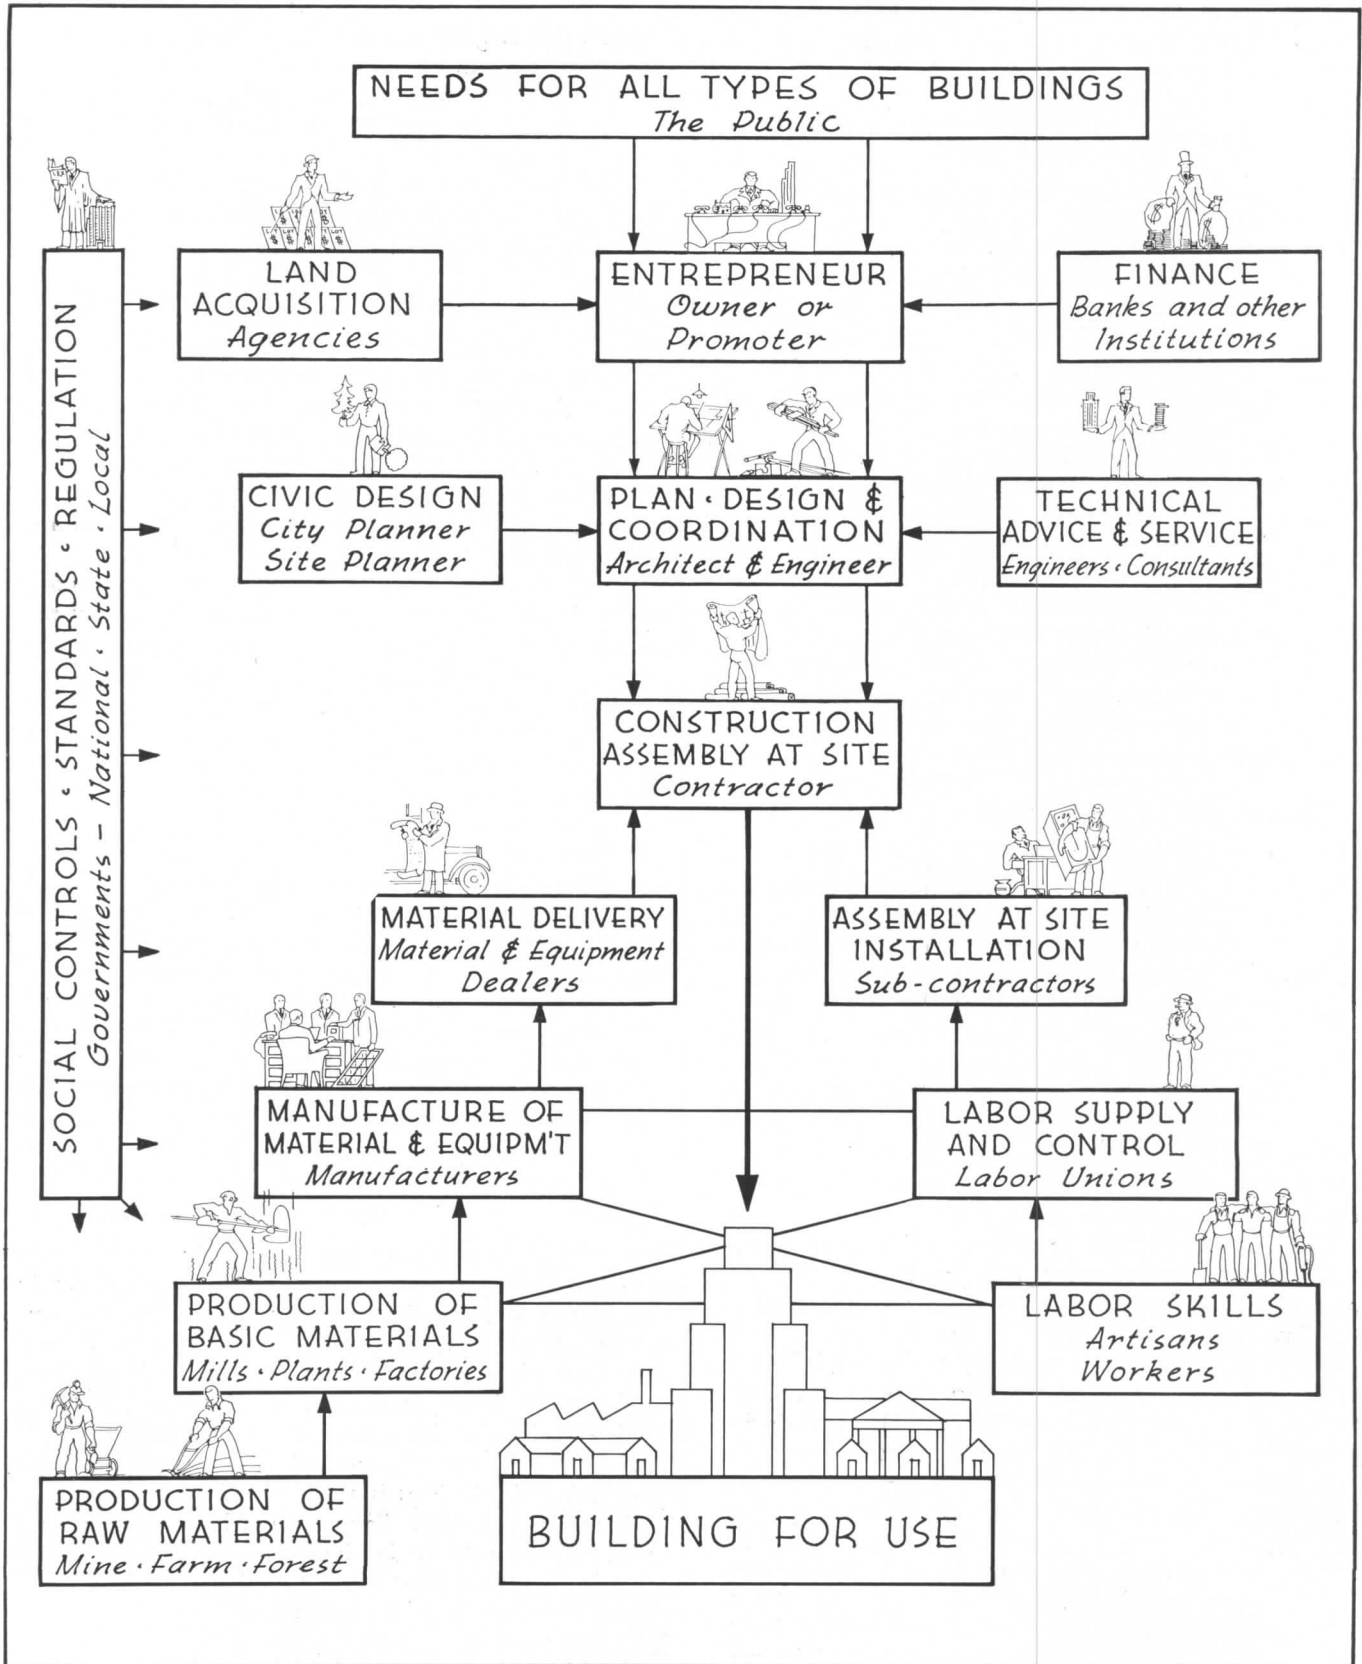 NEEDS FOR ALL TYPES OF BUILDINGS
The Public
LAND
ACQUISITION
Agencies
ENTREPRENEUR
Owner or
Promoter
FINANCE
Banks and other
Institutions
SOCIAL CONTROLS · STANDARDS · REGULATION
Governments – National · State · Local
CIVIC DESIGN
City Planner
Site Planner
PLAN · DESIGN &
COORDINATION
Architect & Engineer
TECHNICAL
ADVICE & SERVICE
Engineers · Consultants
CONSTRUCTION
ASSEMBLY AT SITE
Contractor
MATERIAL DELIVERY
Material & Equipment
Dealers
ASSEMBLY AT SITE
INSTALLATION
Sub-contractors
MANUFACTURE OF
MATERIAL & EQUIPM'T
Manufacturers
LABOR SUPPLY
AND CONTROL
Labor Unions
PRODUCTION OF
BASIC MATERIALS
Mills · Plants · Factories
LABOR SKILLS
Artisans
Workers
PRODUCTION OF
RAW MATERIALS
Mine · Farm · Forest
BUILDING FOR USE